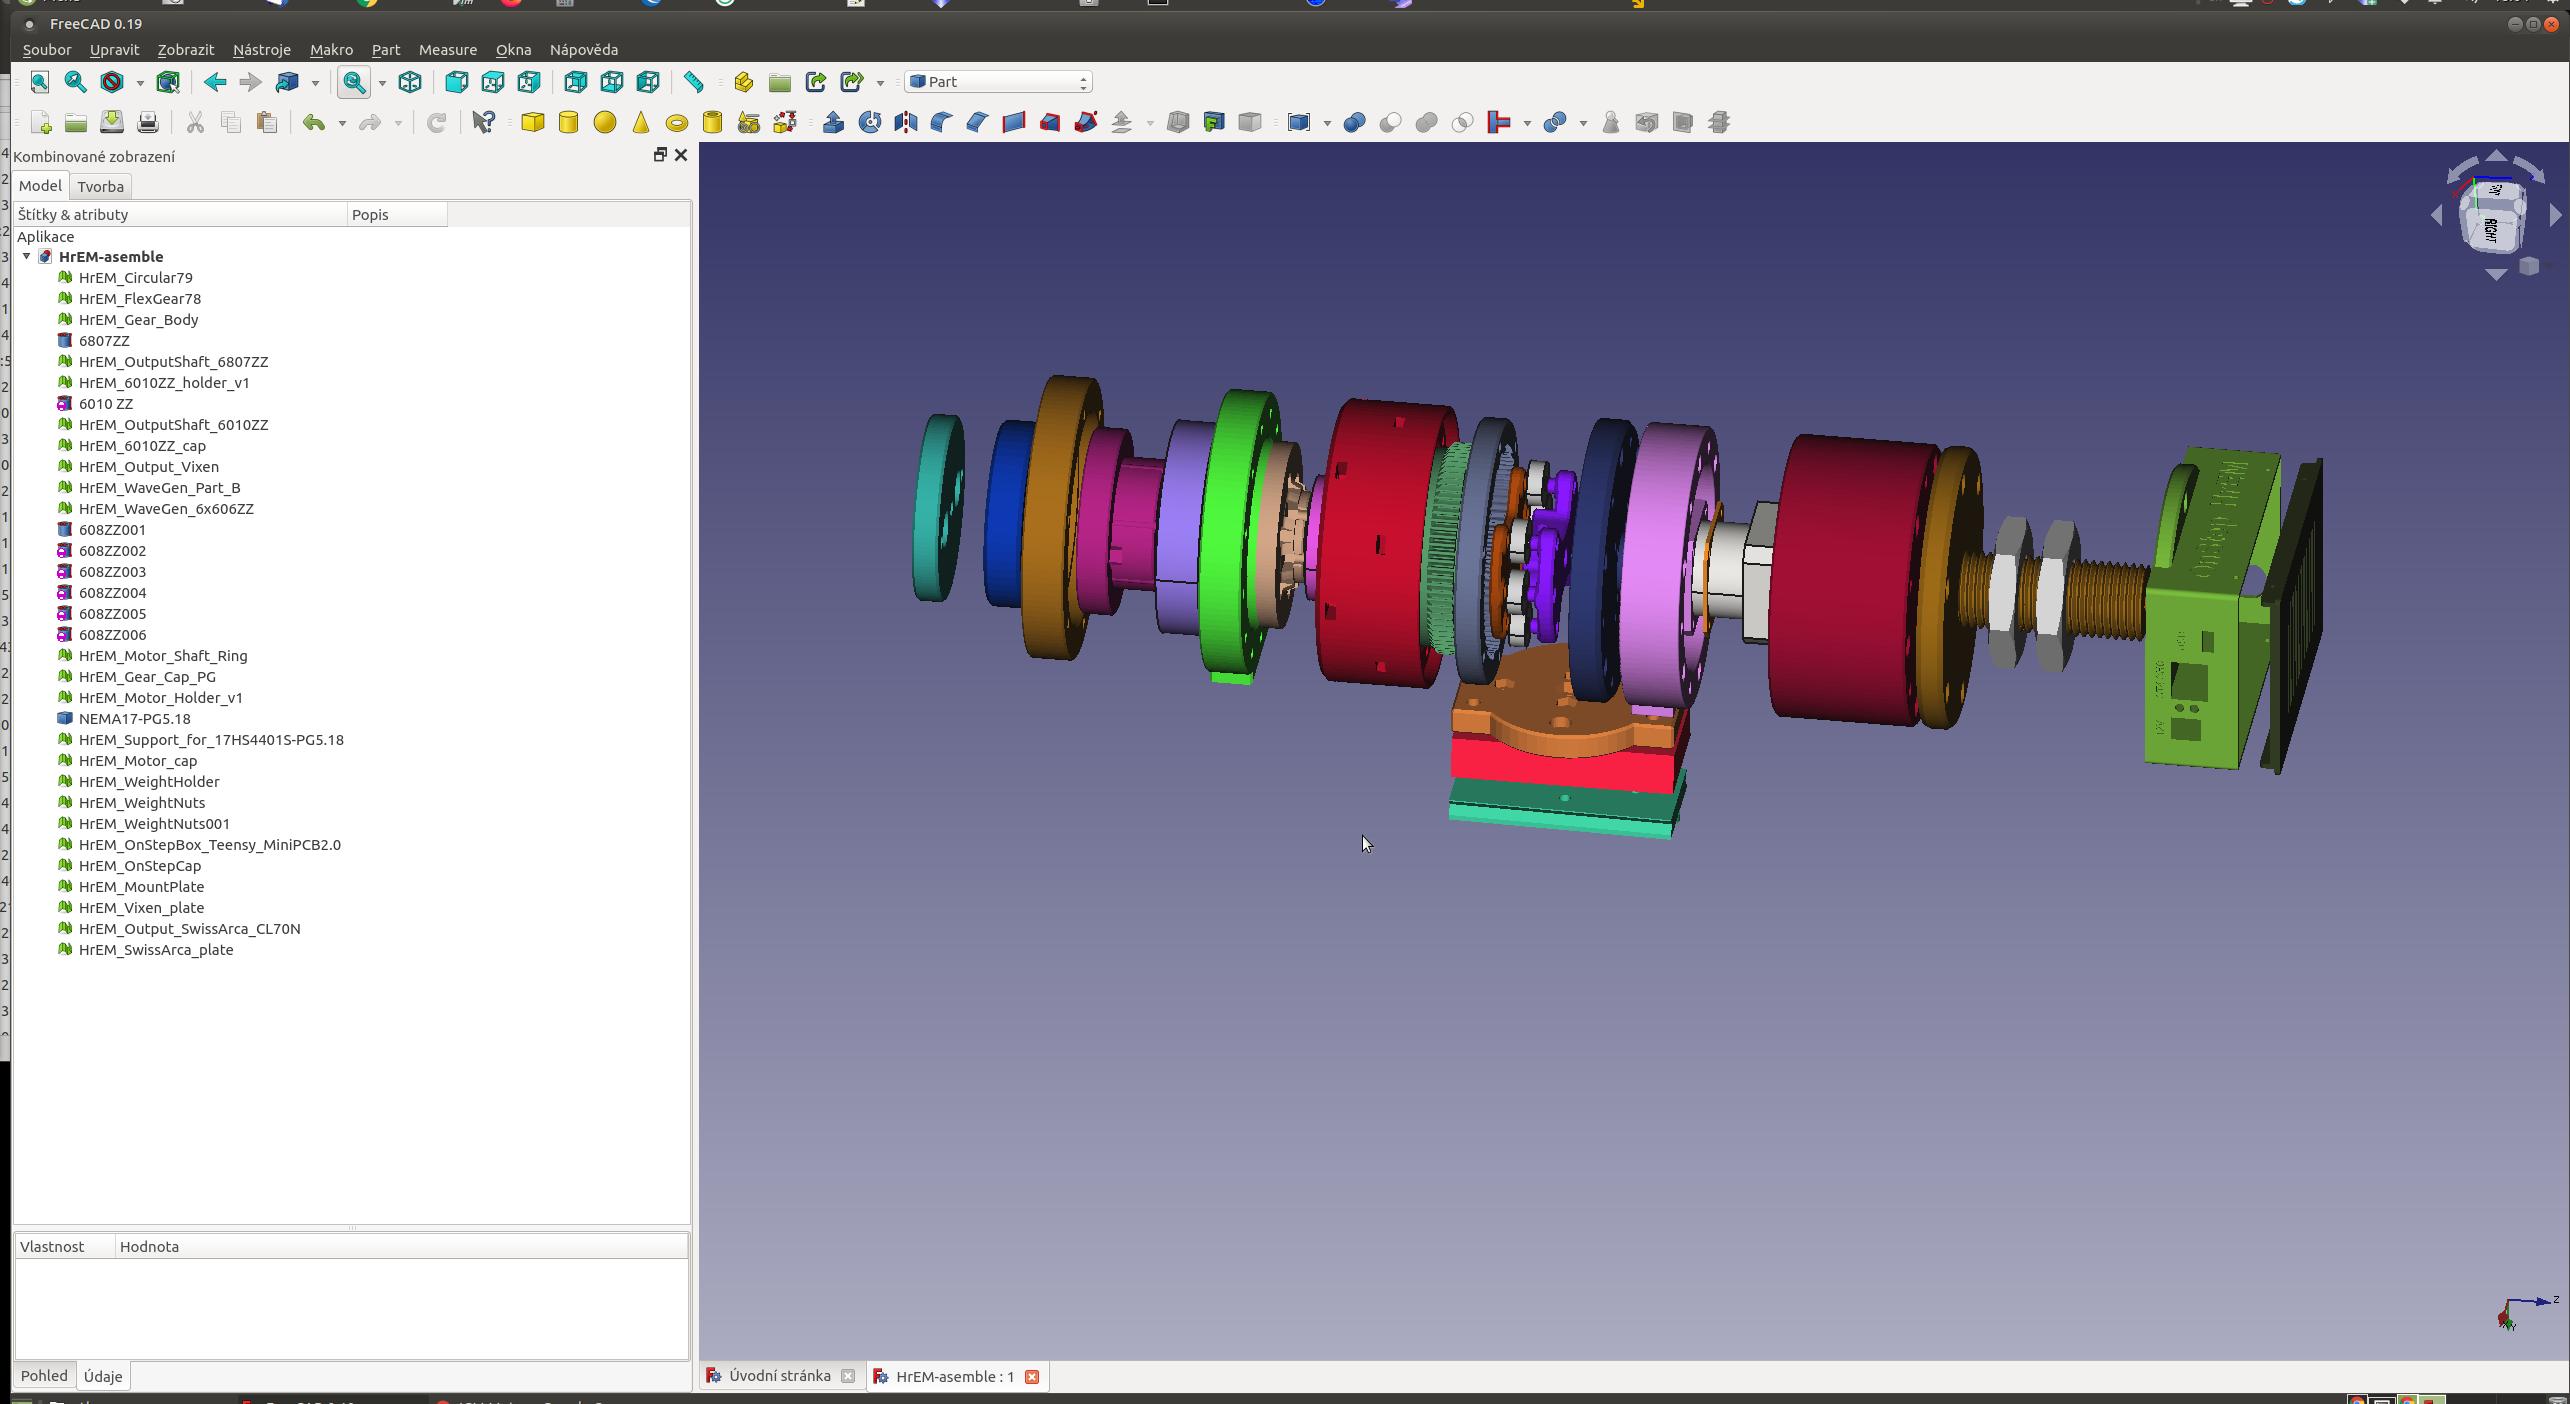 FreeCAD 0.19
Soubor Upravit Zobrazit Nástroje Makro Part Measure Okna Nápověda
Part
Kombinované zobrazení
Model Tvorba
Štítky & atributy Popis
Aplikace
HrEM-asemble
HrEM_Circular79
HrEM_FlexGear78
HrEM_Gear_Body
6807ZZ
HrEM_OutputShaft_6807ZZ
HrEM_6010ZZ_holder_v1
6010 ZZ
HrEM_OutputShaft_6010ZZ
HrEM_6010ZZ_cap
HrEM_Output_Vixen
HrEM_WaveGen_Part_B
HrEM_WaveGen_6x606ZZ
608ZZ001
608ZZ002
608ZZ003
608ZZ004
608ZZ005
608ZZ006
HrEM_Motor_Shaft_Ring
HrEM_Gear_Cap_PG
HrEM_Motor_Holder_v1
NEMA17-PG5.18
HrEM_Support_for_17HS4401S-PG5.18
HrEM_Motor_cap
HrEM_WeightHolder
HrEM_WeightNuts
HrEM_WeightNuts001
HrEM_OnStepBox_Teensy_MiniPCB2.0
HrEM_OnStepCap
HrEM_MountPlate
HrEM_Vixen_plate
HrEM_Output_SwissArca_CL70N
HrEM_SwissArca_plate
RIGHT
Z
Vlastnost Hodnota
Pohled Údaje
Úvodní stránka HrEM-asemble : 1